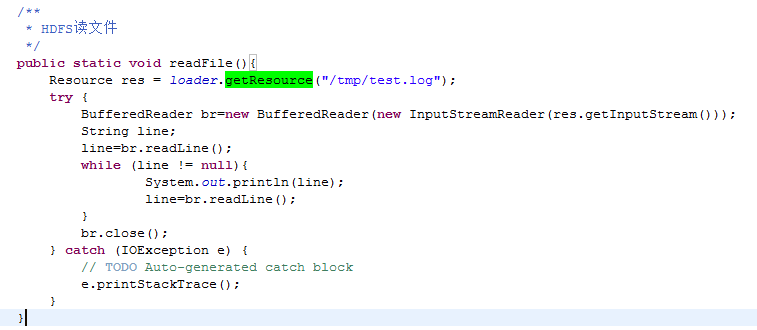 /**
 * HDFS读文件
 */
public static void readFile(){
    Resource res = loader.getResource("/tmp/test.log");
    try {
        BufferedReader br=new BufferedReader(new InputStreamReader(res.getInputStream()));
        String line;
        line=br.readLine();
        while (line != null){
                System.out.println(line);
                line=br.readLine();
        }
        br.close();
    } catch (IOException e) {
        // TODO Auto-generated catch block
        e.printStackTrace();
    }
}